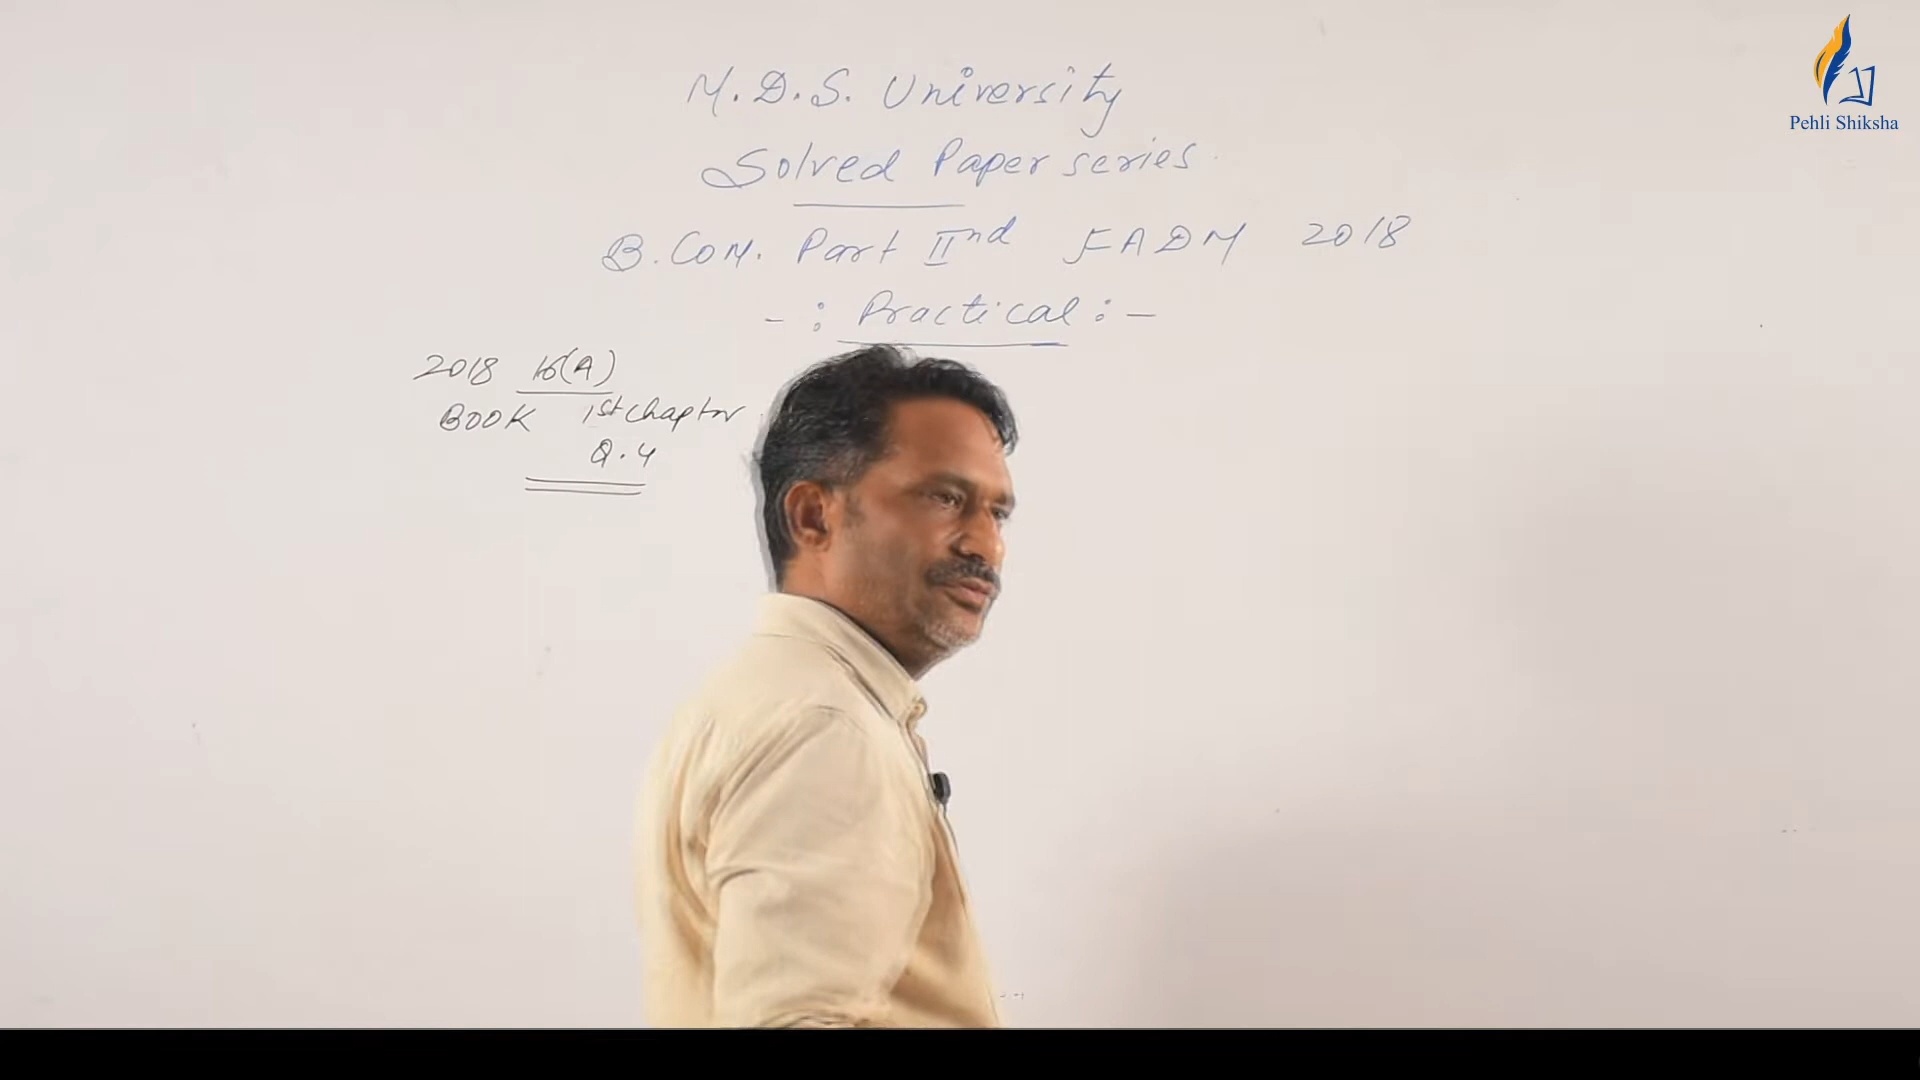 M.D.S. University
Solved Paper series
B.COM. Part IInd FADM 2018
-: Practical :-
2018 16(A)
BOOK 1st chapter
Q.4
Pehli Shiksha